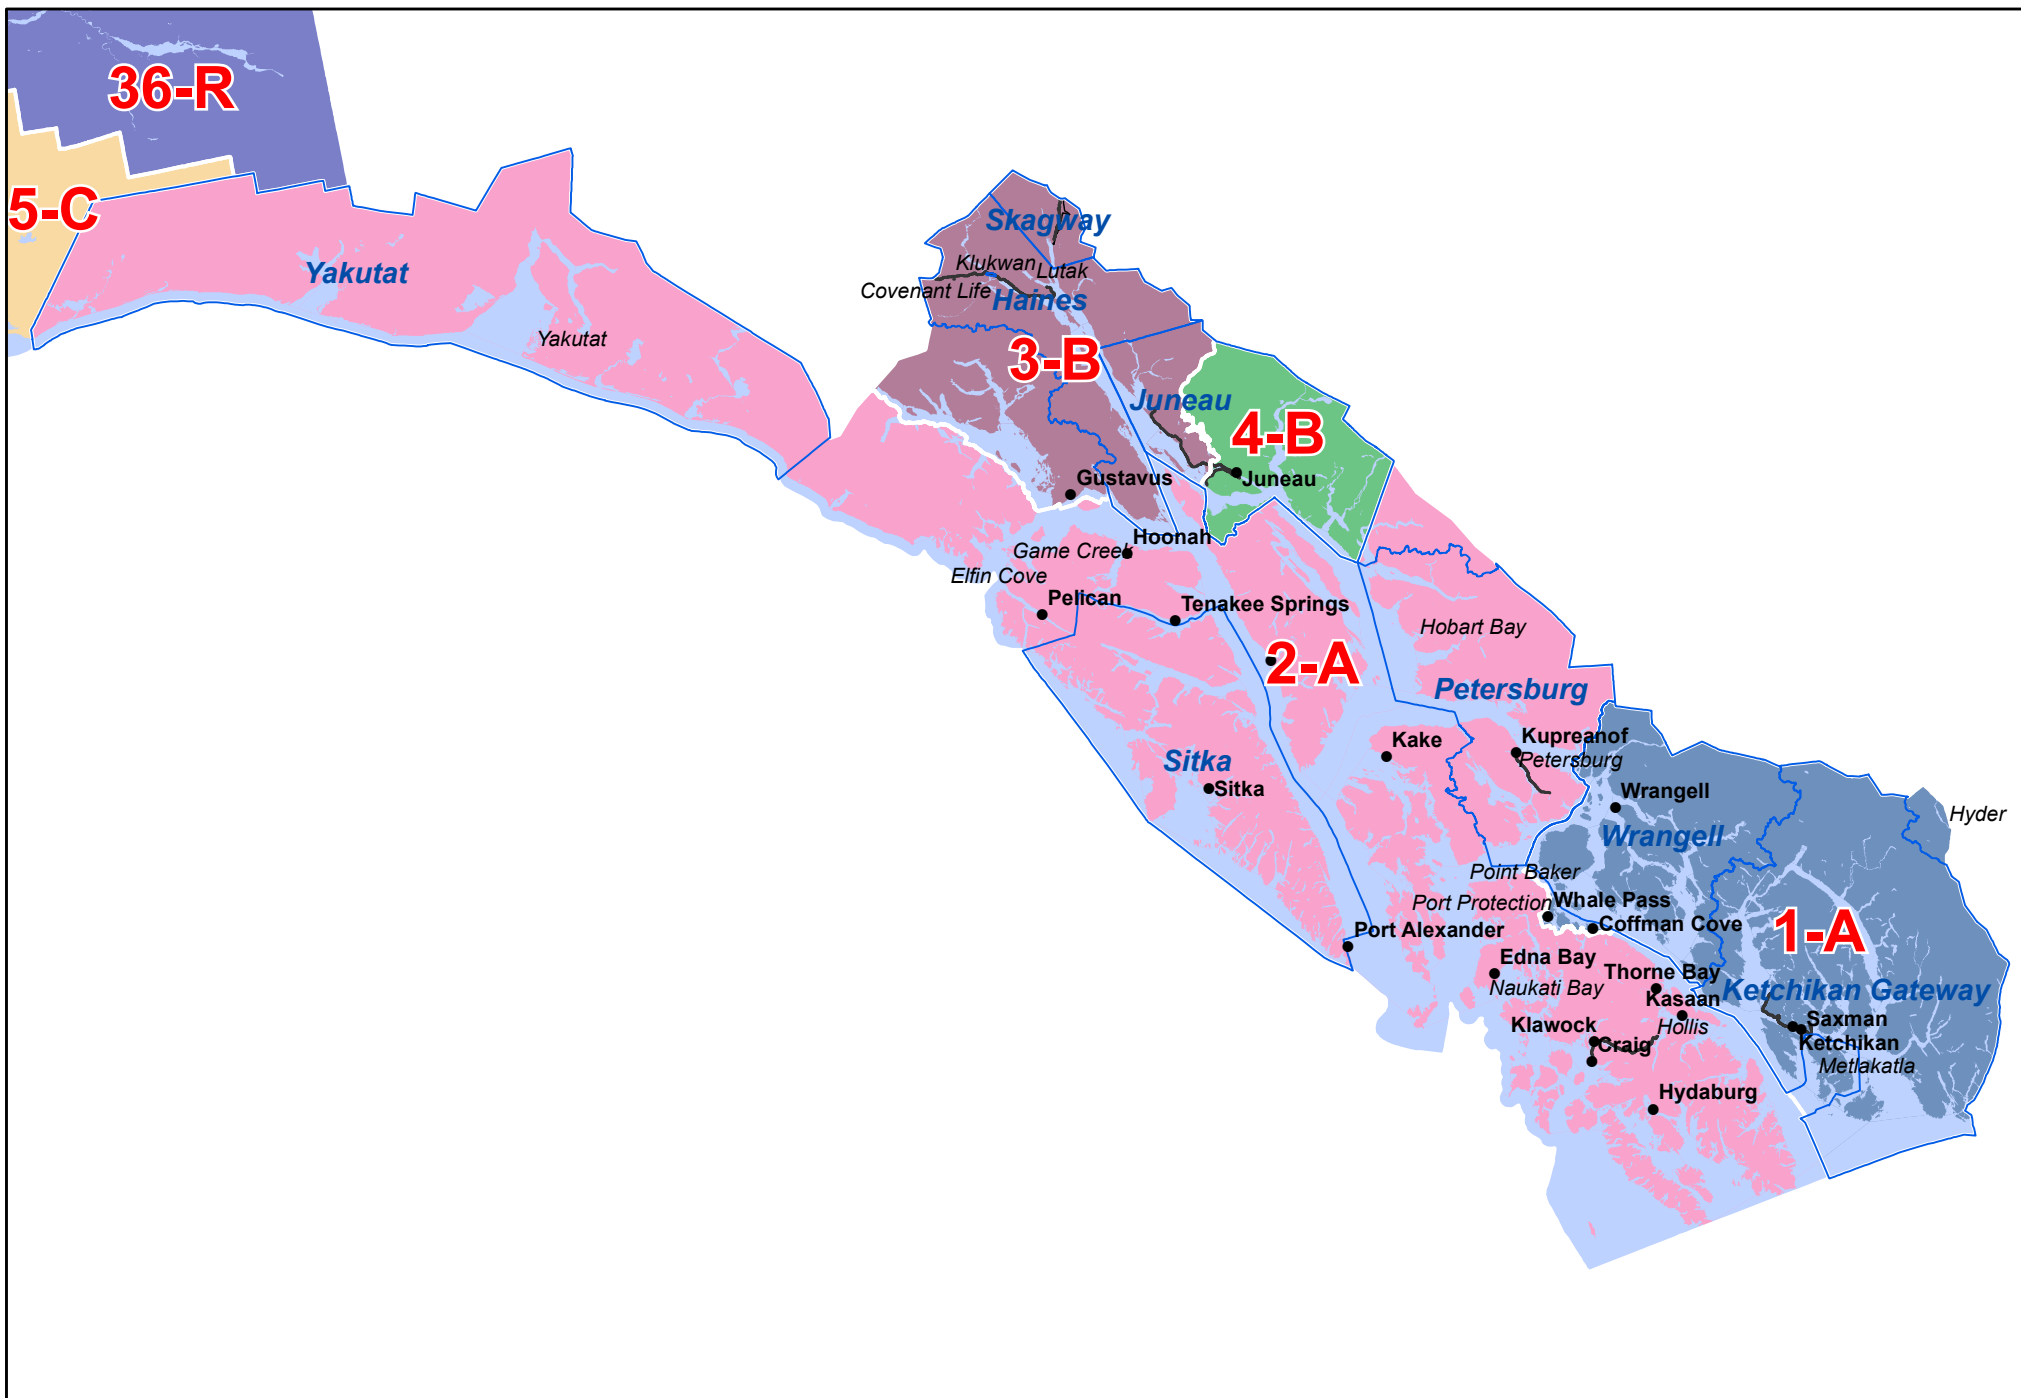 36-R
5-C
Yakutat
Yakutat
Skagway
Klukwan
Lutak
Covenant Life
Haines
3-B
Juneau
4-B
Juneau
Gustavus
Hoonah
Game Creek
Elfin Cove
Pelican
Tenakee Springs
Hobart Bay
2-A
Petersburg
Kake
Kupreanof
Petersburg
Sitka
Sitka
Wrangell
Wrangell
Hyder
Point Baker
Port Protection
Whale Pass
Coffman Cove
1-A
Port Alexander
Edna Bay
Thorne Bay
Naukati Bay
Kasaan
Ketchikan Gateway
Klawock
Hollis
Saxman
Craig
Ketchikan
Metlakatla
Hydaburg